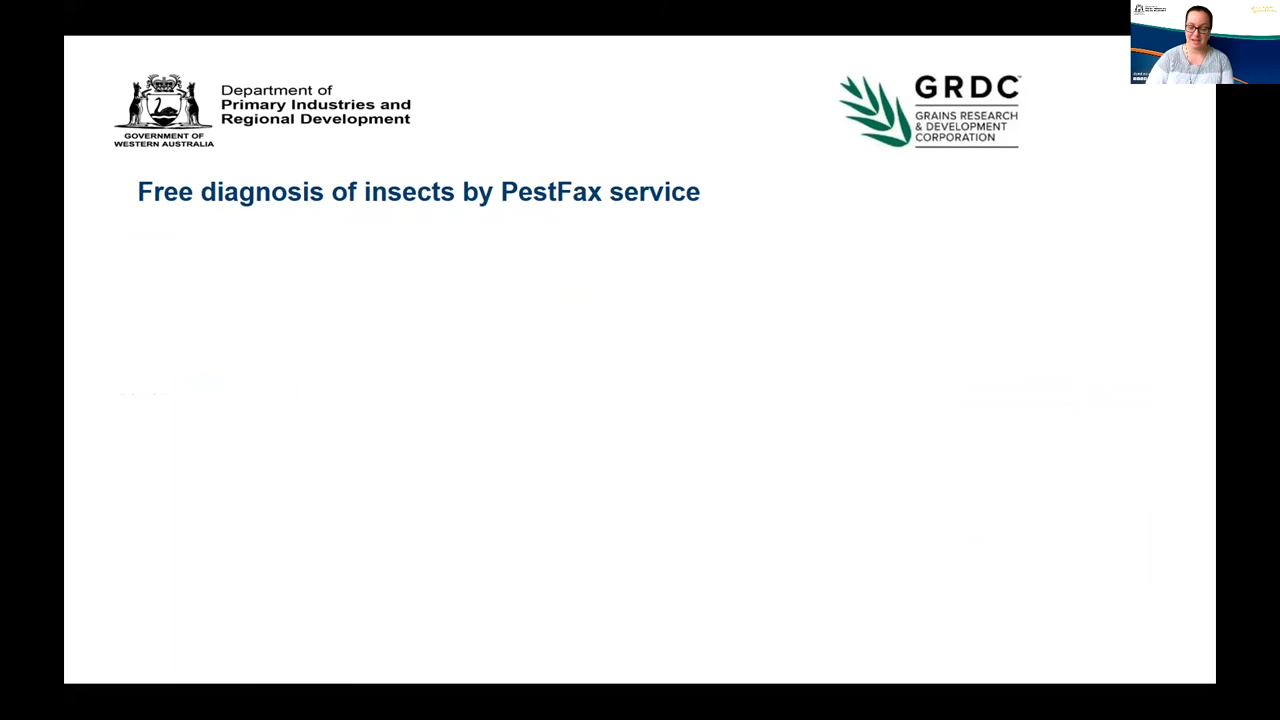 Department of
Primary Industries and
Regional Development
GOVERNMENT OF
WESTERN AUSTRALIA
GRDC™
GRAINS RESEARCH
& DEVELOPMENT
CORPORATION
Free diagnosis of insects by PestFax service